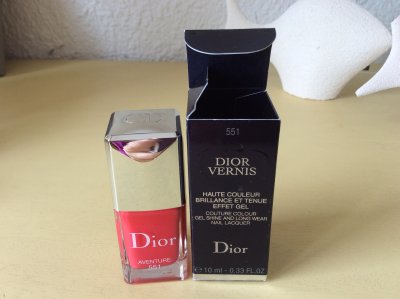 CD
Dior
AVENTURE
551
551
DIOR
VERNIS
HAUTE COULEUR
BRILLANCE ET TENUE
EFFET GEL
COUTURE COLOUR
GEL SHINE AND LONG WEAR
NAIL LACQUER
Dior
e 10 ml - 0.33 FL.OZ